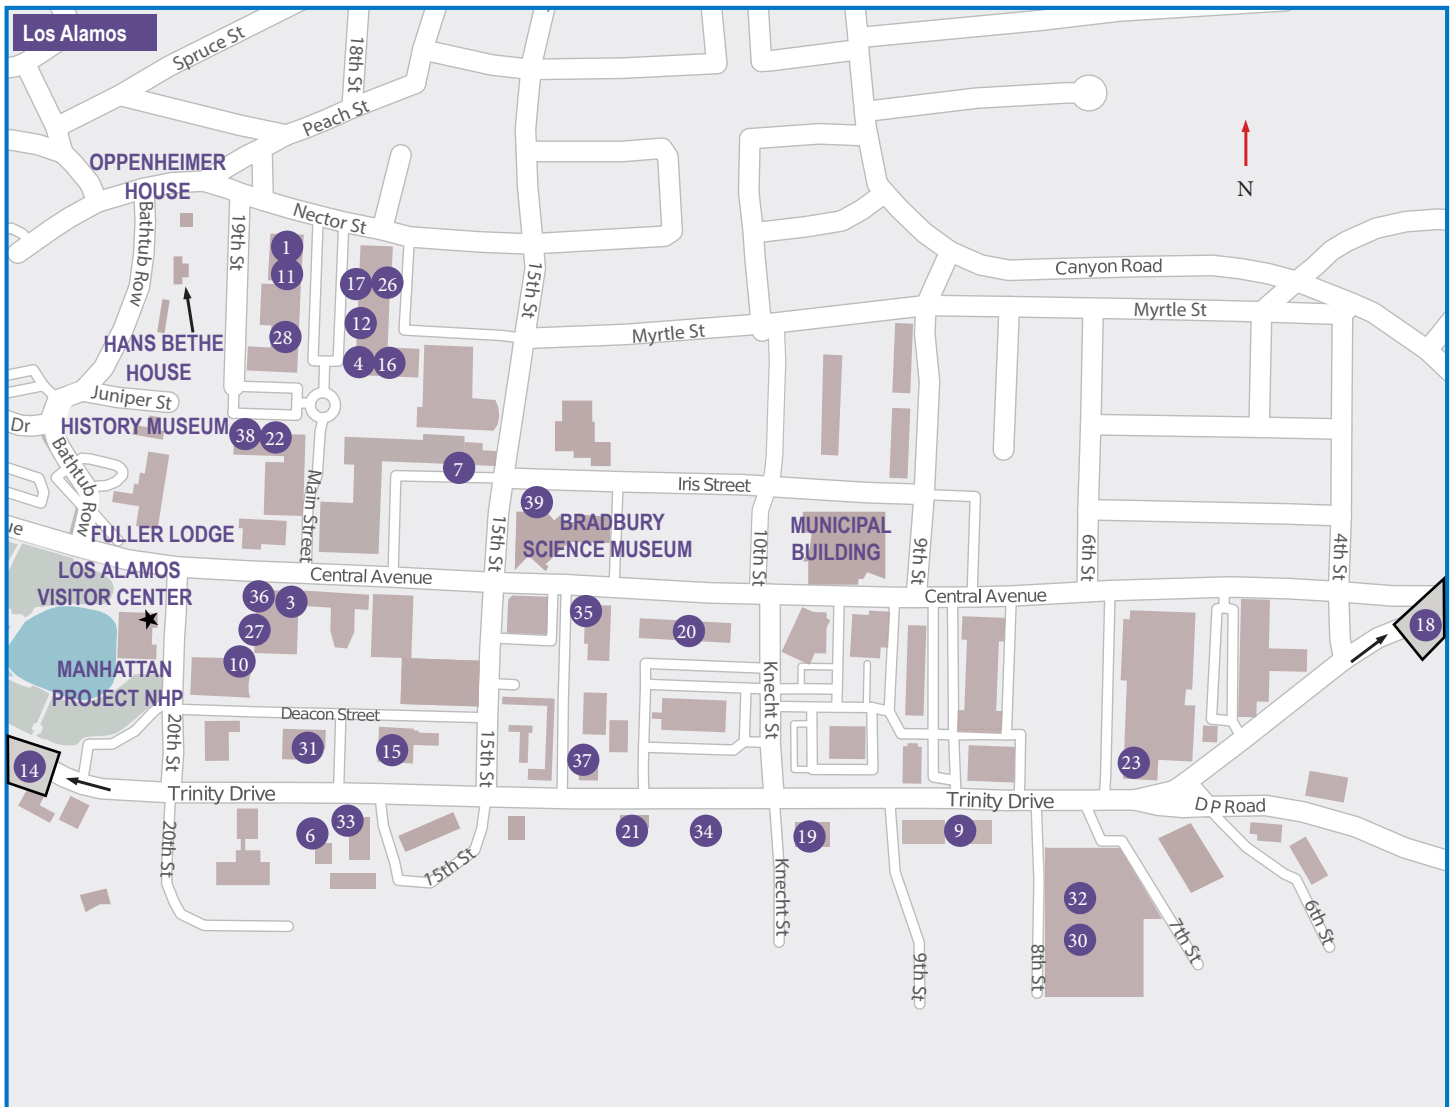 Los Alamos
Spruce St
18th St
Peach St
OPPENHEIMER
HOUSE
N
Nector St
Bathtub Row
19th St
1
11
17
26
15th St
Canyon Road
12
28
Myrtle St
Myrtle St
HANS BETHE
HOUSE
4
16
Juniper St
Dr
HISTORY MUSEUM
38
22
Bathtub Row
Main Street
7
Iris Street
39
BRADBURY
SCIENCE MUSEUM
MUNICIPAL
BUILDING
15th St
10th St
9th St
6th St
4th St
ue
FULLER LODGE
LOS ALAMOS
VISITOR CENTER
Central Avenue
Central Avenue
36
3
35
27
20
18
10
MANHATTAN
PROJECT NHP
Knecht St
Deacon Street
20th St
31
15
15th St
37
23
14
Trinity Drive
Trinity Drive
D P Road
6
33
21
34
19
9
20th St
15th St
Knecht St
32
30
9th St
8th St
7th St
6th St